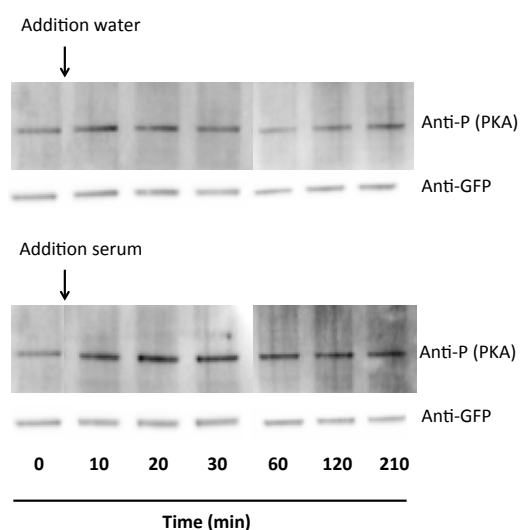 Addition water
Anti-P (PKA)
Anti-GFP
Addition serum
Anti-P (PKA)
Anti-GFP
0 10 20 30 60 120 210
Time (min)